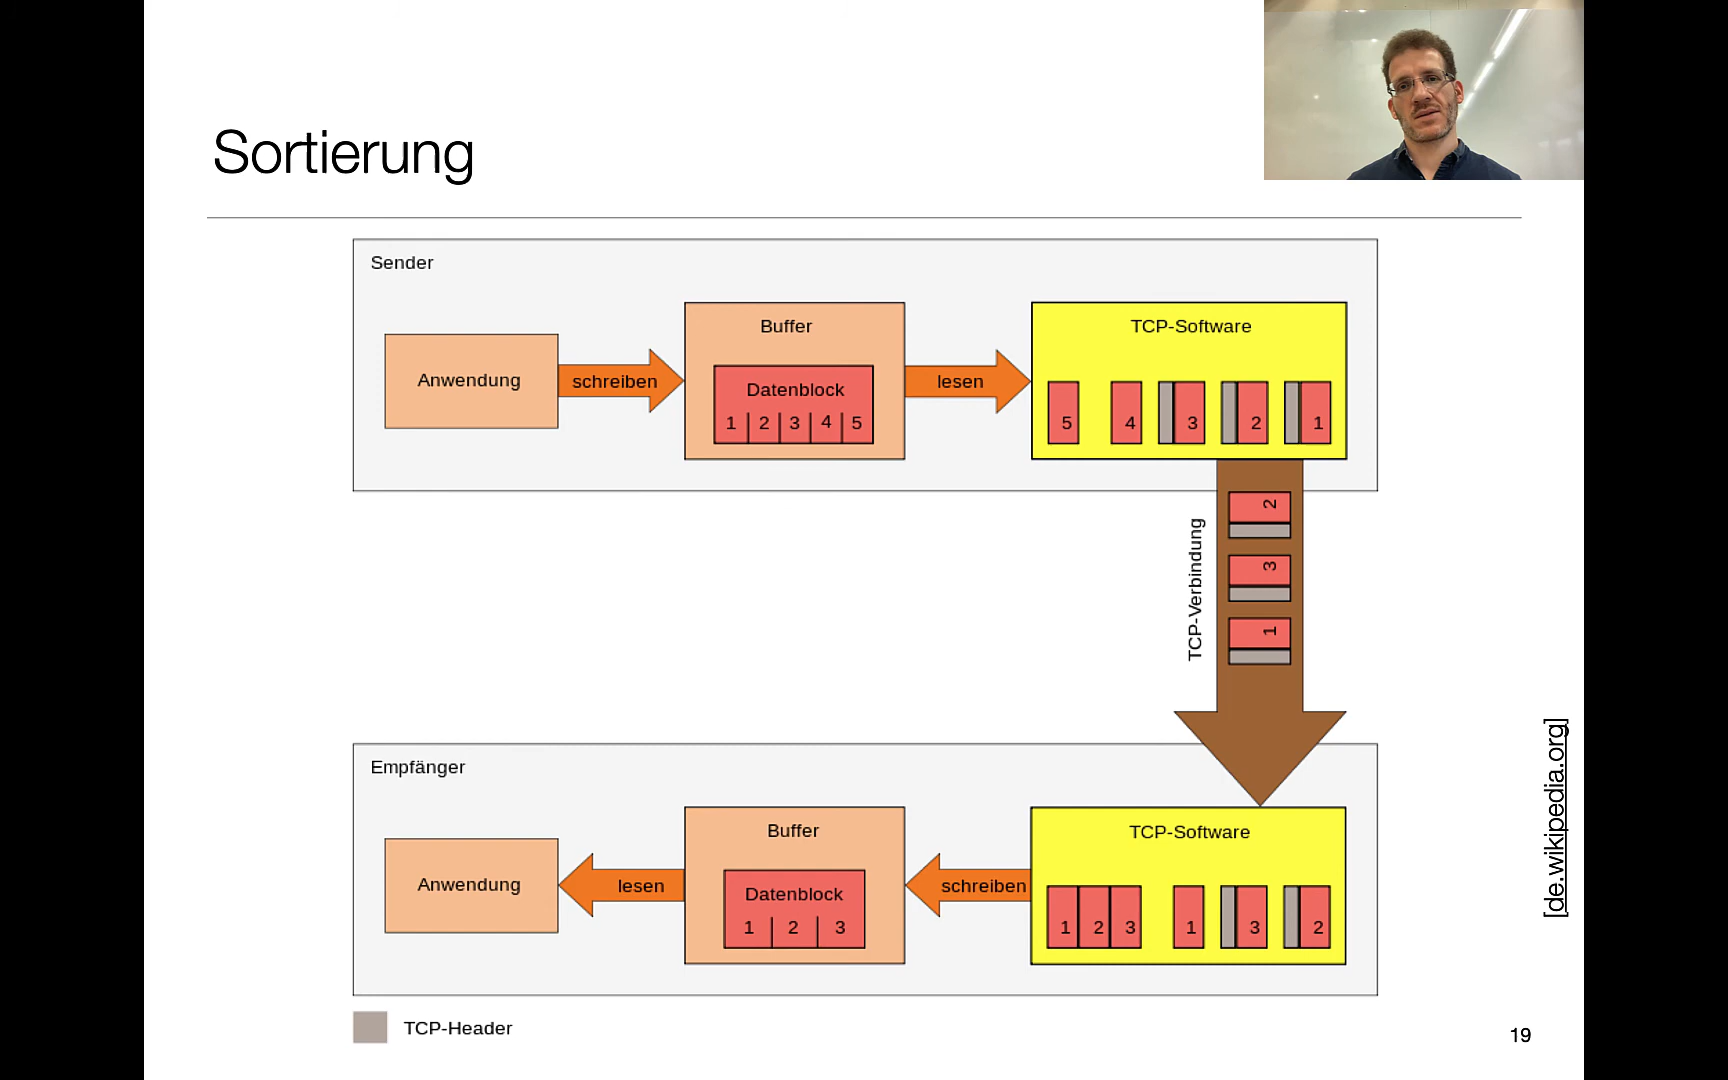 Sortierung
Sender
Anwendung
schreiben
Buffer
Datenblock
1 2 3 4 5
lesen
TCP-Software
5 4 3 2 1
TCP-Verbindung
2
3
1
Empfänger
Anwendung
lesen
Buffer
Datenblock
1 2 3
schreiben
TCP-Software
1 2 3 1 3 2
TCP-Header
[de.wikipedia.org]
19